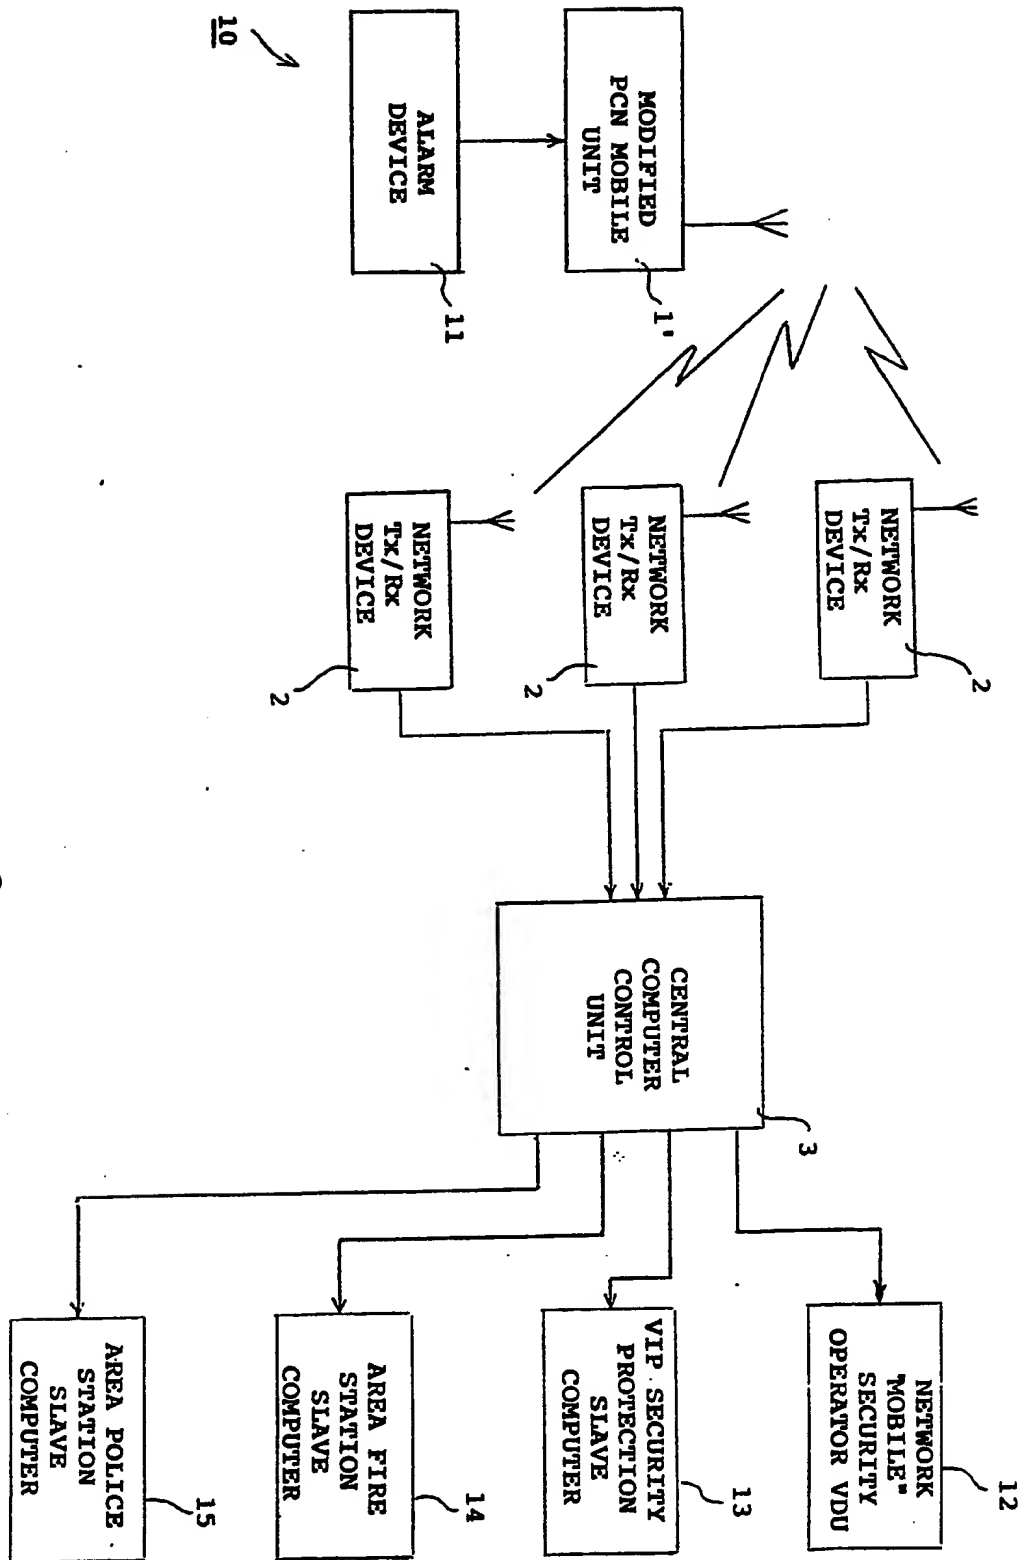 MODIFIED
PCN MOBILE
UNIT
1'
ALARM
DEVICE
11
10
NETWORK
Tx/Rx
DEVICE
2
NETWORK
Tx/Rx
DEVICE
2
NETWORK
Tx/Rx
DEVICE
2
CENTRAL
COMPUTER
CONTROL
UNIT
3
NETWORK
"MOBILE"
SECURITY
OPERATOR VDU
12
VIP SECURITY
PROTECTION
SLAVE
COMPUTER
13
AREA FIRE
STATION
SLAVE
COMPUTER
14
AREA POLICE
STATION
SLAVE
COMPUTER
15